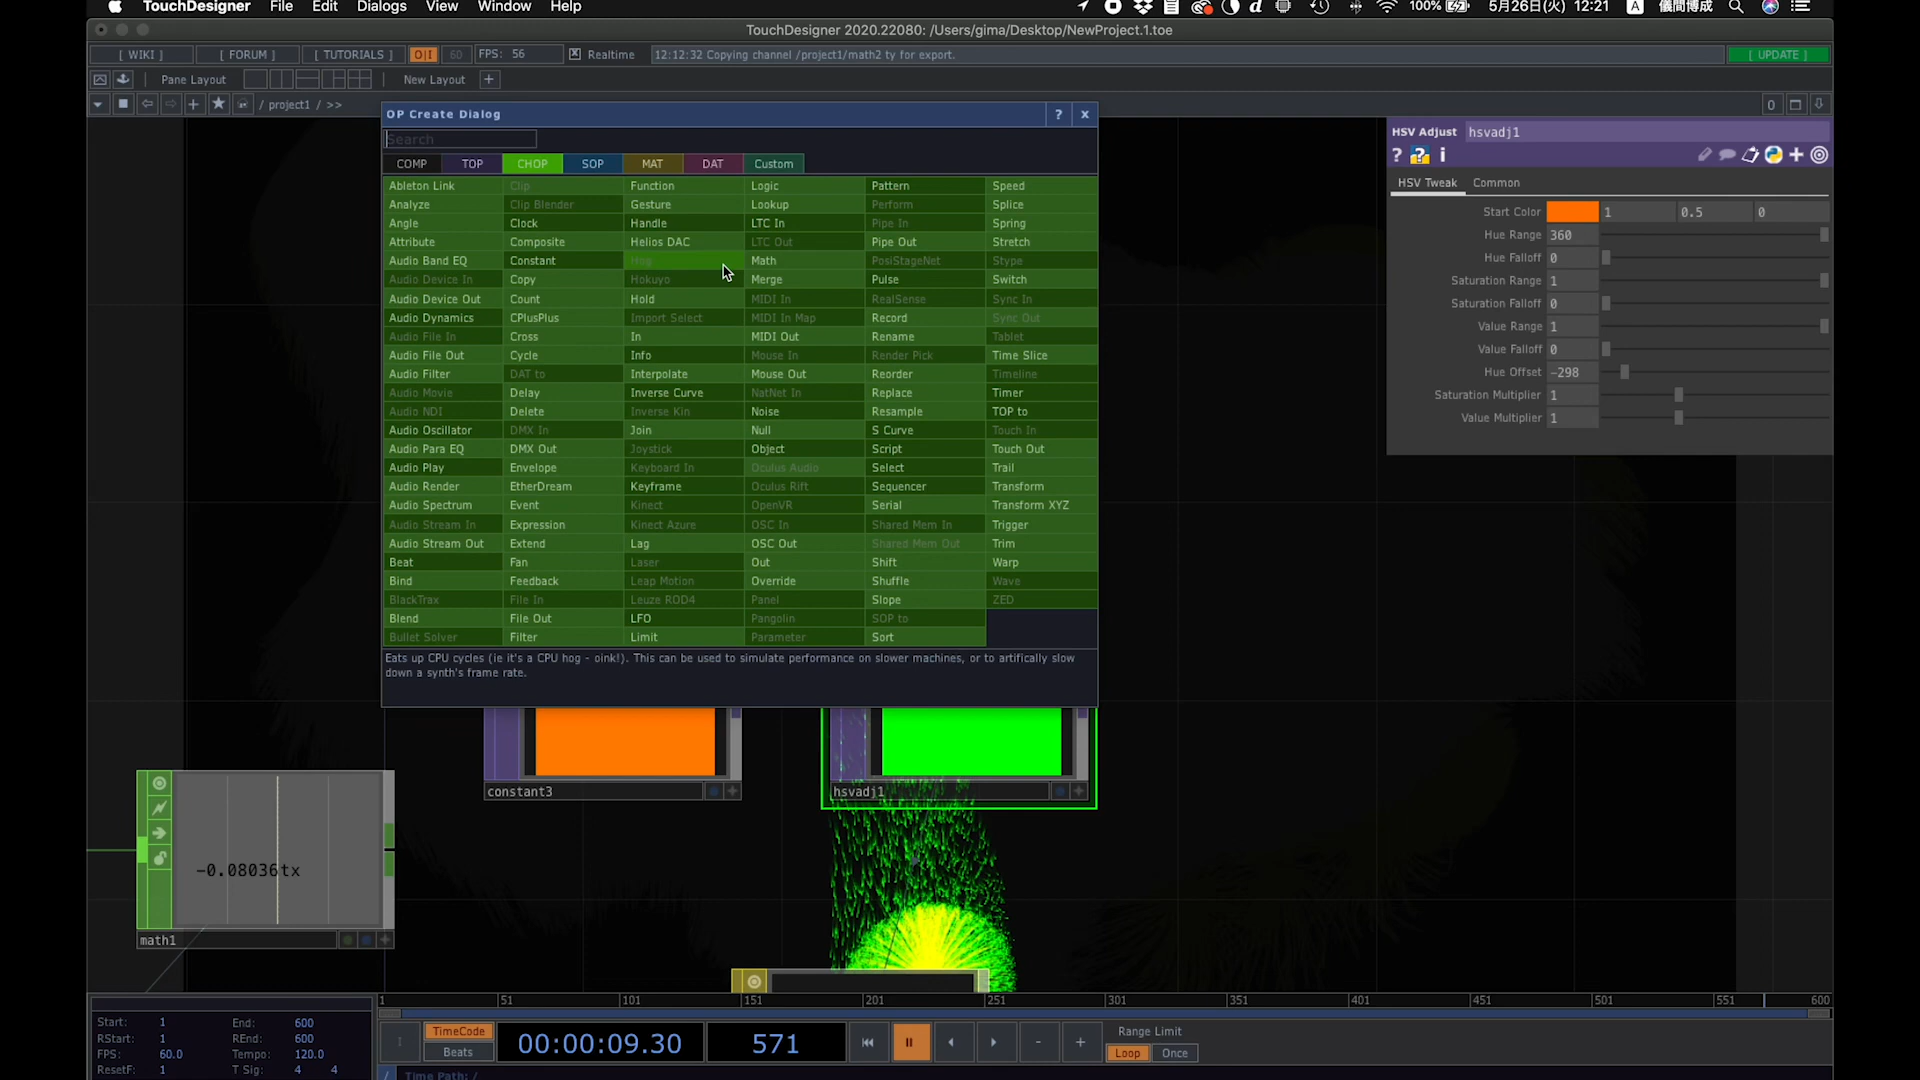 TouchDesigner File Edit Dialogs View Window Help 100% 5月26日(火) 12:21 A 儀間博成
TouchDesigner 2020.22080: /Users/gima/Desktop/NewProject.1.toe
[ WIKI ] [ FORUM ] [ TUTORIALS ] O|I 60 FPS: 56 Realtime 12:12:32 Copying channel /project1/math2 ty for export. [ UPDATE ]
Pane Layout New Layout +
/ project1 / >> 0
OP Create Dialog ? x
Search
COMP TOP CHOP SOP MAT DAT Custom
Ableton Link Clip Function Logic Pattern Speed
Analyze Clip Blender Gesture Lookup Perform Splice
Angle Clock Handle LTC In Pipe In Spring
Attribute Composite Helios DAC LTC Out Pipe Out Stretch
Audio Band EQ Constant Hog Math PosiStageNet Stype
Audio Device In Copy Hokuyo Merge Pulse Switch
Audio Device Out Count Hold MIDI In RealSense Sync In
Audio Dynamics CPlusPlus Import Select MIDI In Map Record Sync Out
Audio File In Cross In MIDI Out Rename Tablet
Audio File Out Cycle Info Mouse In Render Pick Time Slice
Audio Filter DAT to Interpolate Mouse Out Reorder Timeline
Audio Movie Delay Inverse Curve NatNet In Replace Timer
Audio NDI Delete Inverse Kin Noise Resample TOP to
Audio Oscillator DMX In Join Null S Curve Touch In
Audio Para EQ DMX Out Joystick Object Script Touch Out
Audio Play Envelope Keyboard In Oculus Audio Select Trail
Audio Render EtherDream Keyframe Oculus Rift Sequencer Transform
Audio Spectrum Event Kinect OpenVR Serial Transform XYZ
Audio Stream In Expression Kinect Azure OSC In Shared Mem In Trigger
Audio Stream Out Extend Lag OSC Out Shared Mem Out Trim
Beat Fan Laser Out Shift Warp
Bind Feedback Leap Motion Override Shuffle Wave
BlackTrax File In Leuze ROD4 Panel Slope ZED
Blend File Out LFO Pangolin SOP to
Bullet Solver Filter Limit Parameter Sort
Eats up CPU cycles (ie it's a CPU hog - oink!). This can be used to simulate performance on slower machines, or to artifically slow
down a synth's frame rate.
HSV Adjust hsvadj1
? ? i
HSV Tweak Common
Start Color 1 0.5 0
Hue Range 360
Hue Falloff 0
Saturation Range 1
Saturation Falloff 0
Value Range 1
Value Falloff 0
Hue Offset -298
Saturation Multiplier 1
Value Multiplier 1
constant3
hsvadj1
-0.08036tx
math1
1 51 101 151 201 251 301 351 401 451 501 551 600
Start: 1 End: 600
RStart: 1 REnd: 600
FPS: 60.0 Tempo: 120.0
ResetF: 1 T Sig: 4 4
TimeCode
Beats
00:00:09.30 571
Range Limit
Loop Once
/ Time Path: /